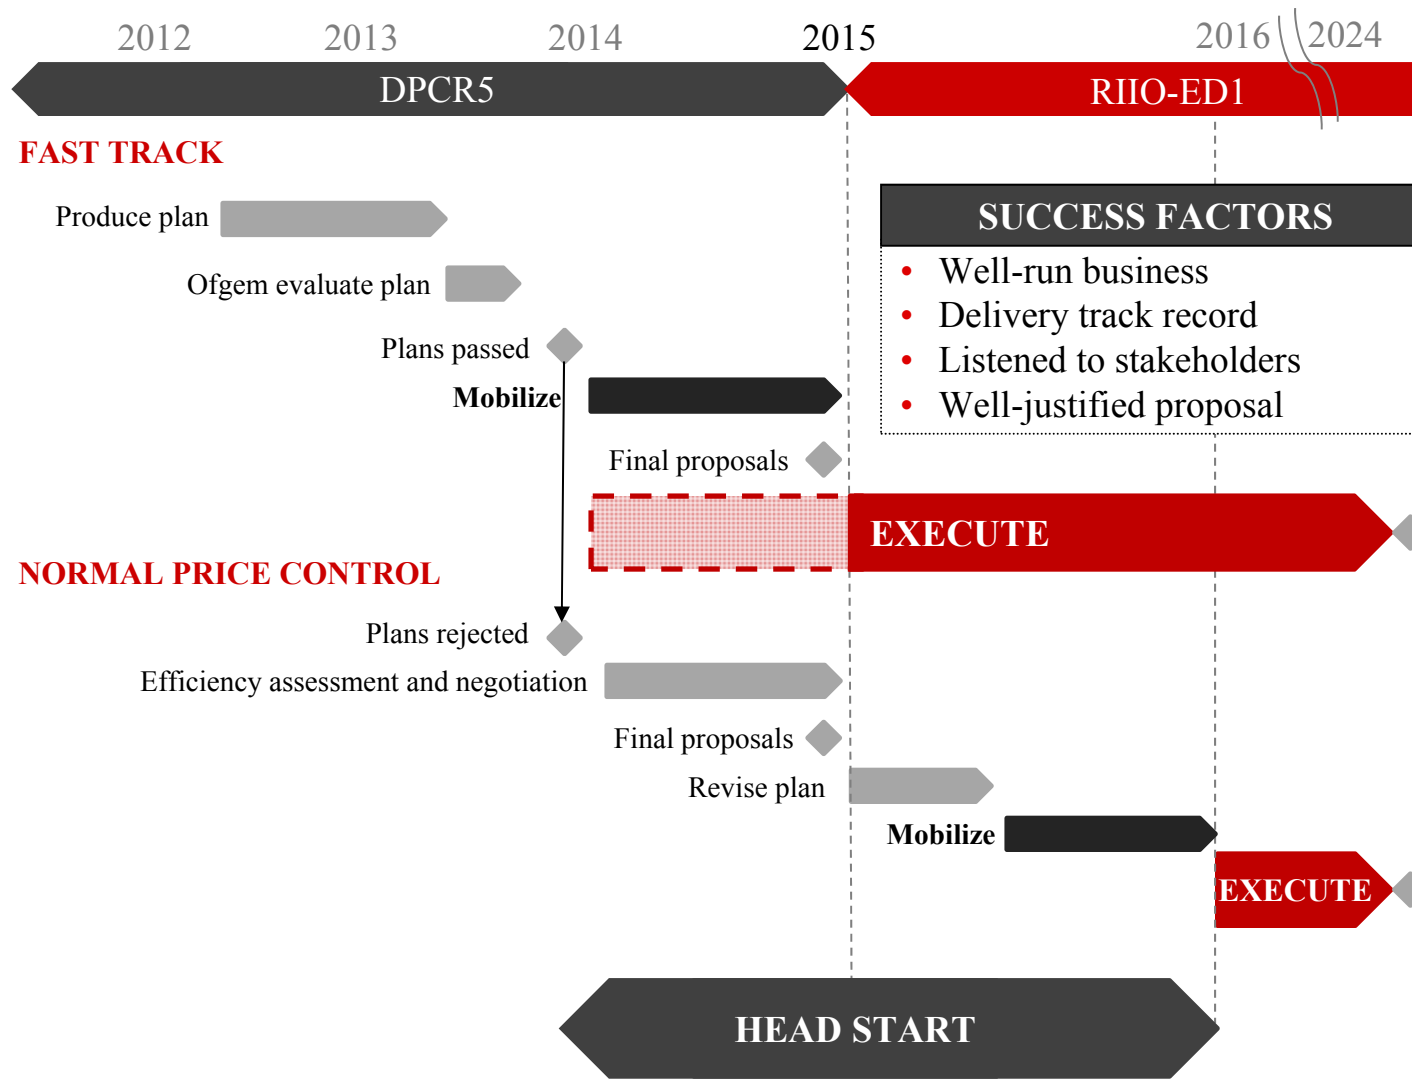 2012 2013 2014 2015 2016 2024
DPCR5 RIIO-ED1
FAST TRACK
Produce plan
SUCCESS FACTORS
• Well-run business
• Delivery track record
• Listened to stakeholders
• Well-justified proposal
Ofgem evaluate plan
Plans passed
Mobilize
Final proposals
EXECUTE
NORMAL PRICE CONTROL
Plans rejected
Efficiency assessment and negotiation
Final proposals
Revise plan
Mobilize
EXECUTE
HEAD START